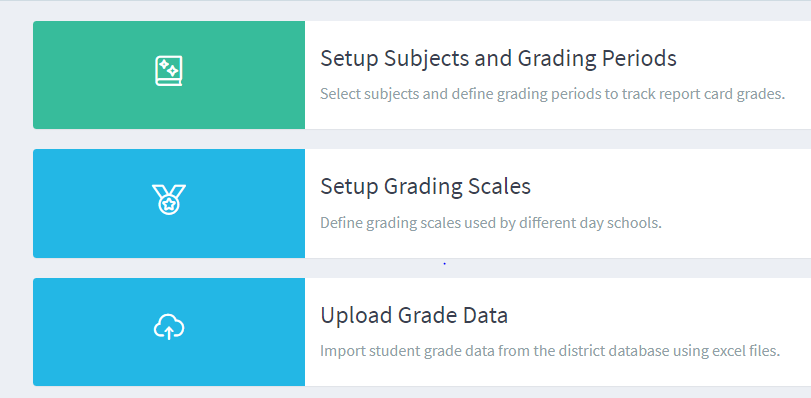 Setup Subjects and Grading Periods
Select subjects and define grading periods to track report card grades.
Setup Grading Scales
Define grading scales used by different day schools.
Upload Grade Data
Import student grade data from the district database using excel files.